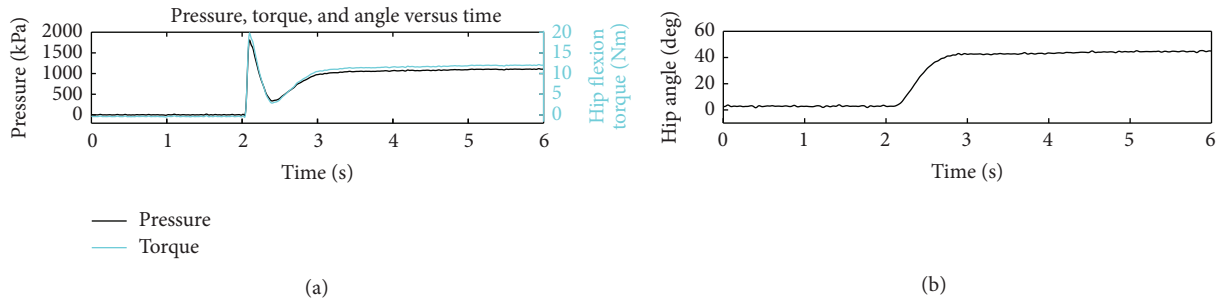 Pressure, torque, and angle versus time
Pressure (kPa)
2000
1500
1000
500
0
20
15
10
5
0
Hip flexion
torque (Nm)
0 1 2 3 4 5 6
Time (s)
Pressure
Torque
(a)
Hip angle (deg)
60
40
20
0
0 1 2 3 4 5 6
Time (s)
(b)